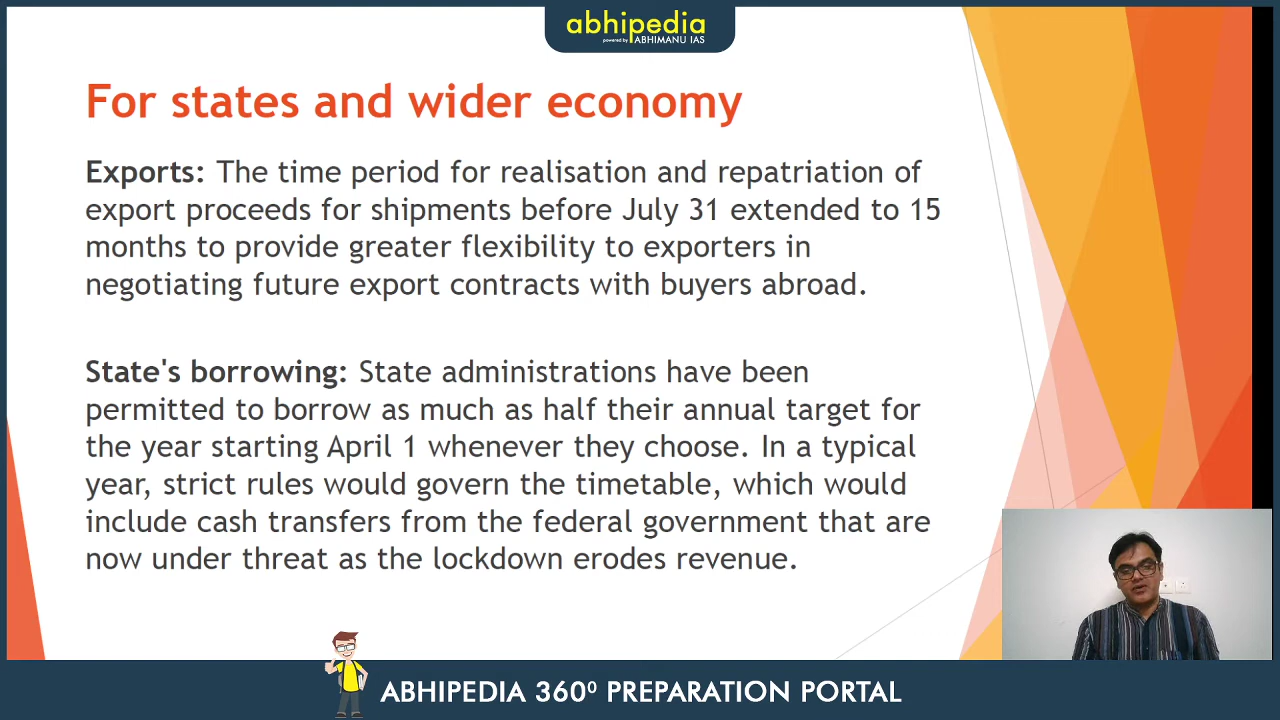 abhipedia
powered by ABHIMANU IAS
For states and wider economy
Exports: The time period for realisation and repatriation of
export proceeds for shipments before July 31 extended to 15
months to provide greater flexibility to exporters in
negotiating future export contracts with buyers abroad.
State's borrowing: State administrations have been
permitted to borrow as much as half their annual target for
the year starting April 1 whenever they choose. In a typical
year, strict rules would govern the timetable, which would
include cash transfers from the federal government that are
now under threat as the lockdown erodes revenue.
ABHIPEDIA 360⁰ PREPARATION PORTAL